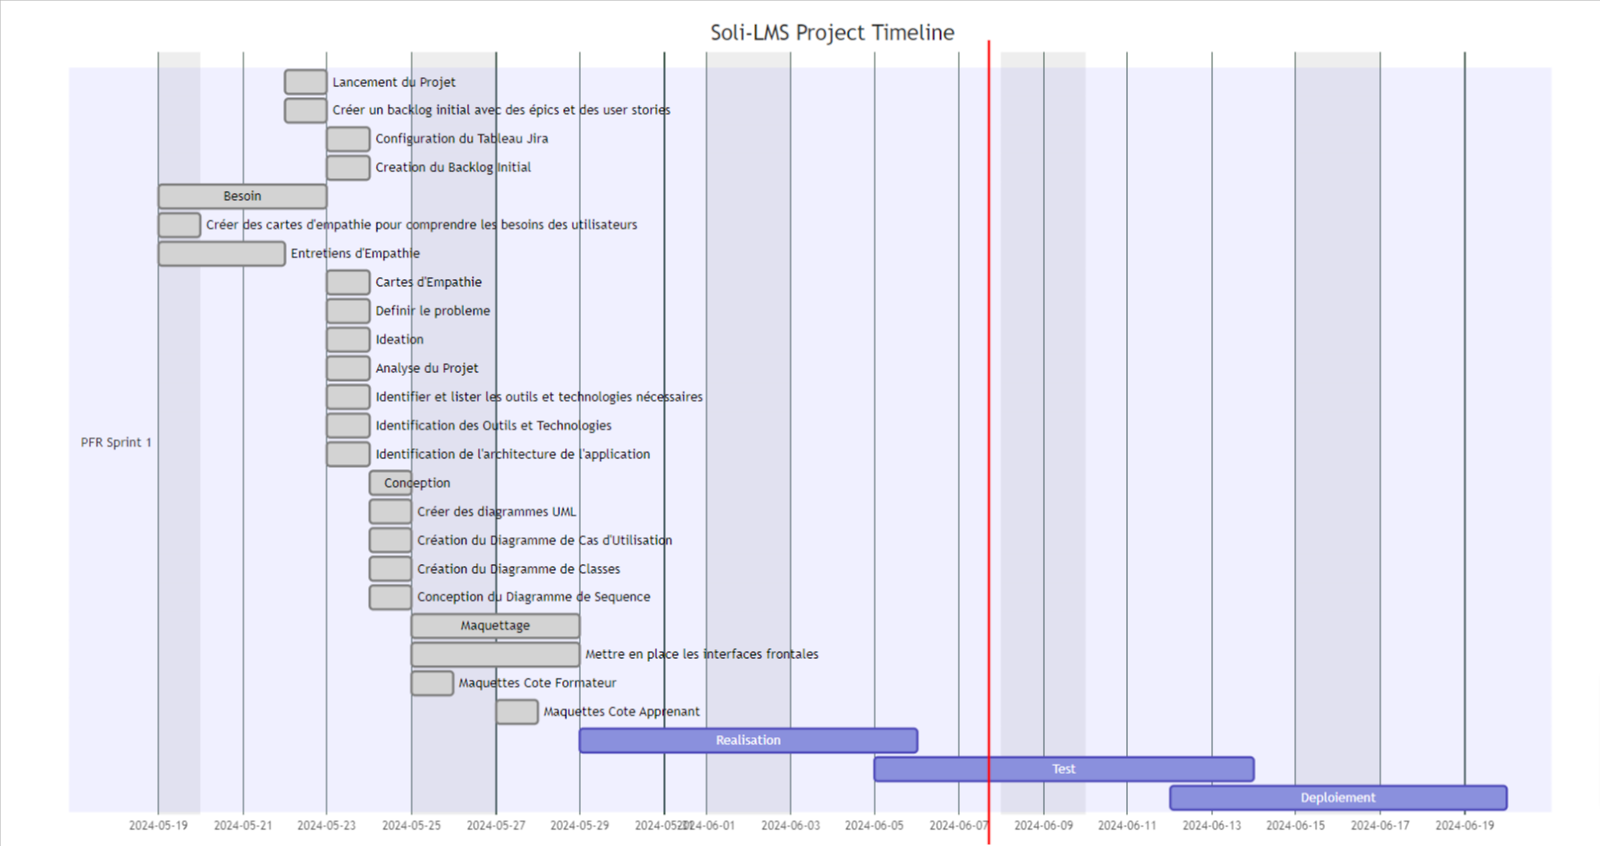 Soli-LMS Project Timeline
Lancement du Projet
Créer un backlog initial avec des épics et des user stories
Configuration du Tableau Jira
Creation du Backlog Initial
Besoin
Créer des cartes d'empathie pour comprendre les besoins des utilisateurs
Entretiens d'Empathie
Cartes d'Empathie
Definir le probleme
Ideation
Analyse du Projet
Identifier et lister les outils et technologies nécessaires
Identification des Outils et Technologies
PFR Sprint 1
Identification de l'architecture de l'application
Conception
Créer des diagrammes UML
Création du Diagramme de Cas d'Utilisation
Création du Diagramme de Classes
Conception du Diagramme de Sequence
Maquettage
Mettre en place les interfaces frontales
Maquettes Cote Formateur
Maquettes Cote Apprenant
Realisation
Test
Deploiement
2024-05-19 2024-05-21 2024-05-23 2024-05-25 2024-05-27 2024-05-29 2024-06-01 2024-06-03 2024-06-05 2024-06-07 2024-06-09 2024-06-11 2024-06-13 2024-06-15 2024-06-17 2024-06-19